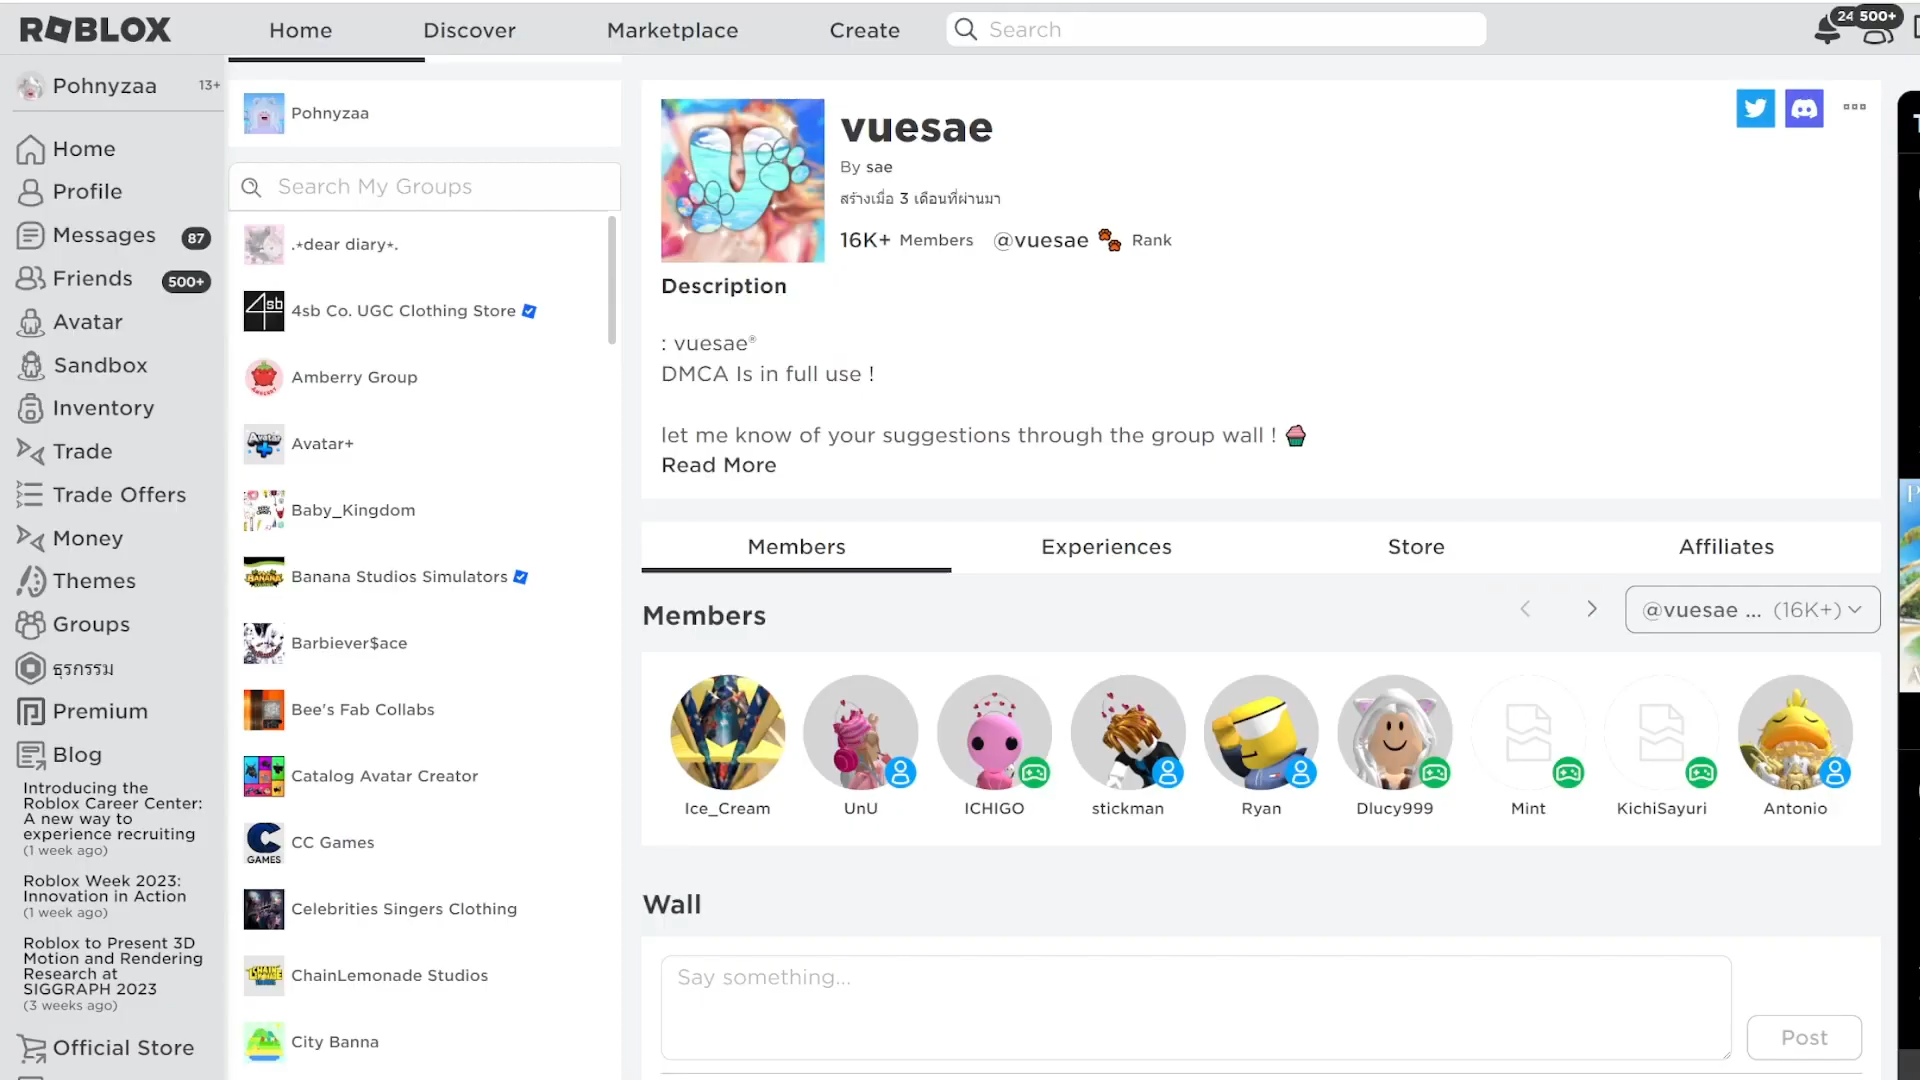 ROBLOX
Home
Discover
Marketplace
Create
Search
24
500+
Pohnyzaa
13+
Home
Profile
Messages
87
Friends
500+
Avatar
Sandbox
Inventory
Trade
Trade Offers
Money
Themes
Groups
ธุรกรรม
Premium
Blog
Introducing the
Roblox Career Center:
A new way to
experience recruiting
(1 week ago)
Roblox Week 2023:
Innovation in Action
(1 week ago)
Roblox to Present 3D
Motion and Rendering
Research at
SIGGRAPH 2023
(3 weeks ago)
Official Store
Pohnyzaa
Search My Groups
.⋆dear diary⋆.
4sb
4sb Co. UGC Clothing Store
Amberry Group
Avatar+
Avatar+
Baby_Kingdom
BANANA
Banana Studios Simulators
Barbiever$ace
Bee's Fab Collabs
Catalog Avatar Creator
C
GAMES
CC Games
Celebrities Singers Clothing
ChainLemonade Studios
City Banna
vuesae
By sae
สร้างเมื่อ 3 เดือนที่ผ่านมา
16K+ Members @vuesae 🐾 Rank
Description
: vuesae®
DMCA Is in full use !
let me know of your suggestions through the group wall ! 🧁
Read More
Members
Experiences
Store
Affiliates
Members
@vuesae ... (16K+)
Ice_Cream
UnU
ICHIGO
stickman
Ryan
Dlucy999
Mint
KichiSayuri
Antonio
Wall
Say something...
Post